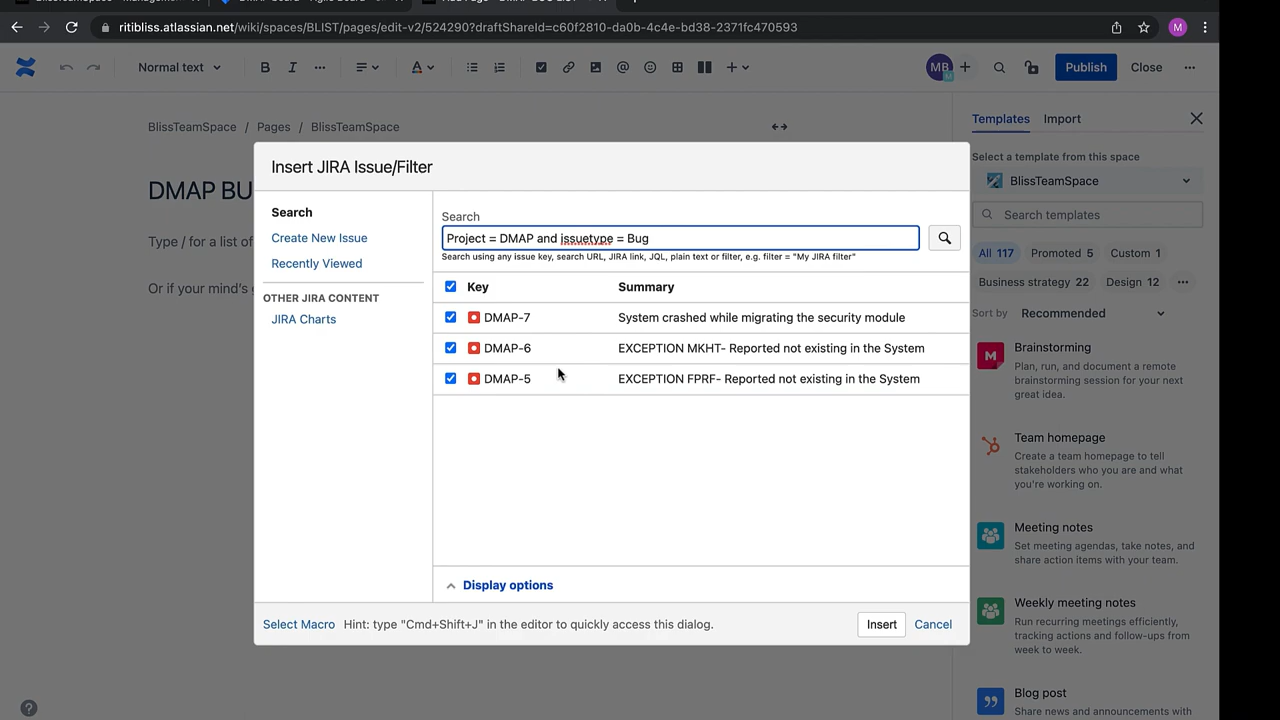 ritibliss.atlassian.net/wiki/spaces/BLIST/pages/edit-v2/524290?draftShareId=c60f2810-da0b-4c4e-bd38-2371fc470593
M
Normal text
B I A
MB
M
Publish
Close
BlissTeamSpace / Pages / BlissTeamSpace
DMAP BU
Type / for a list of
Or if your mind's
Insert JIRA Issue/Filter
Search
Create New Issue
Recently Viewed
OTHER JIRA CONTENT
JIRA Charts
Search
Project = DMAP and issuetype = Bug
Search using any issue key, search URL, JIRA link, JQL, plain text or filter, e.g. filter = "My JIRA filter"
Key Summary
DMAP-7 System crashed while migrating the security module
DMAP-6 EXCEPTION MKHT- Reported not existing in the System
DMAP-5 EXCEPTION FPRF- Reported not existing in the System
Display options
Select Macro Hint: type "Cmd+Shift+J" in the editor to quickly access this dialog.
Insert Cancel
Templates Import
Select a template from this space
BlissTeamSpace
Search templates
All 117 Promoted 5 Custom 1
Business strategy 22 Design 12
Sort by Recommended
Brainstorming
Plan, run, and document a remote
brainstorming session for your next
great idea.
Team homepage
Create a team homepage to tell
stakeholders who you are and what
you're working on.
Meeting notes
Set meeting agendas, take notes, and
share action items with your team.
Weekly meeting notes
Run recurring meetings efficiently,
tracking actions and follow-ups from
week to week.
Blog post
Share news and announcements with